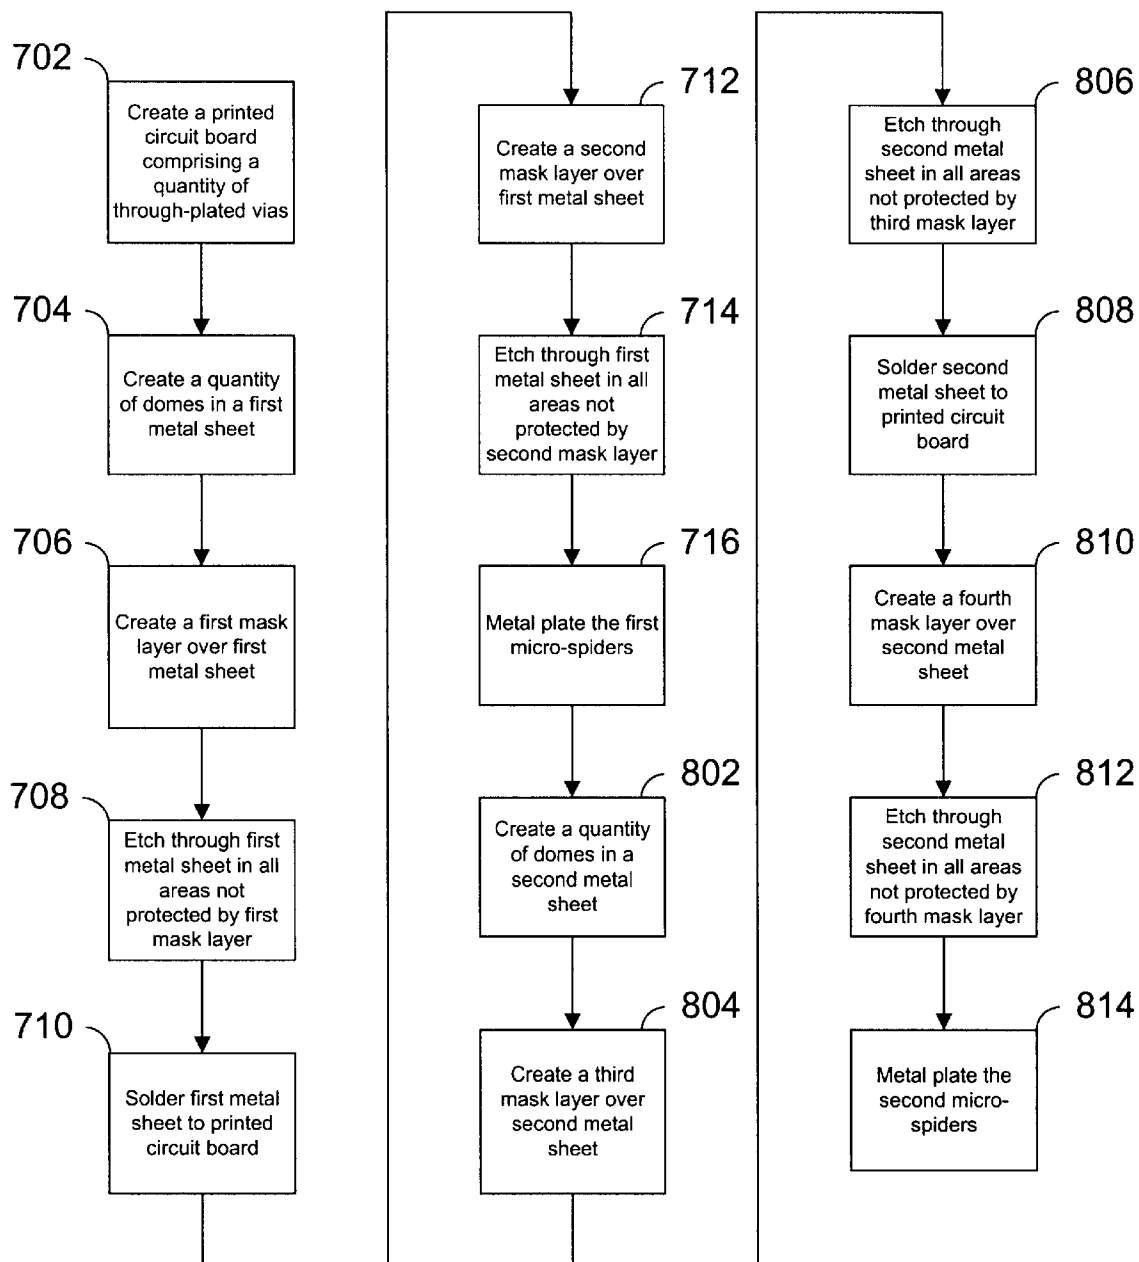 702
Create a printed
circuit board
comprising a
quantity of
through-plated vias
704
Create a quantity
of domes in a first
metal sheet
706
Create a first mask
layer over first
metal sheet
708
Etch through first
metal sheet in all
areas not
protected by first
mask layer
710
Solder first metal
sheet to printed
circuit board
712
Create a second
mask layer over
first metal sheet
714
Etch through first
metal sheet in all
areas not
protected by
second mask layer
716
Metal plate the first
micro-spiders
802
Create a quantity
of domes in a
second metal
sheet
804
Create a third
mask layer over
second metal
sheet
806
Etch through
second metal
sheet in all areas
not protected by
third mask layer
808
Solder second
metal sheet to
printed circuit
board
810
Create a fourth
mask layer over
second metal
sheet
812
Etch through
second metal
sheet in all areas
not protected by
fourth mask layer
814
Metal plate the
second micro-
spiders